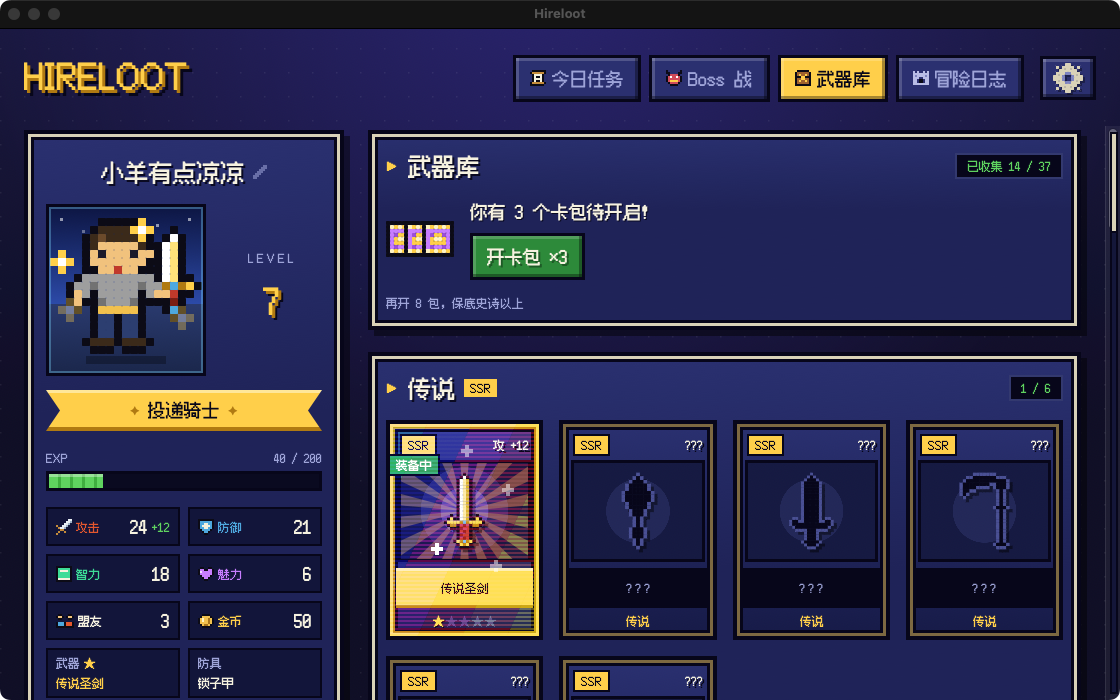 Hireloot
HIRELOOT
今日任务
Boss 战
武器库
冒险日志
小羊有点凉凉
LEVEL
7
投递骑士
EXP 40 / 200
攻击 24 +12
防御 21
智力 18
魅力 6
盟友 3
金币 50
武器
传说圣剑
防具
锁子甲
武器库
已收集 14 / 37
你有 3 个卡包待开启!
开卡包 ×3
再开 8 包，保底史诗以上
传说 SSR
1 / 6
SSR 攻 +12
装备中
传说圣剑
SSR ???
???
传说
SSR ???
???
传说
SSR ???
???
传说
SSR ???
SSR ???